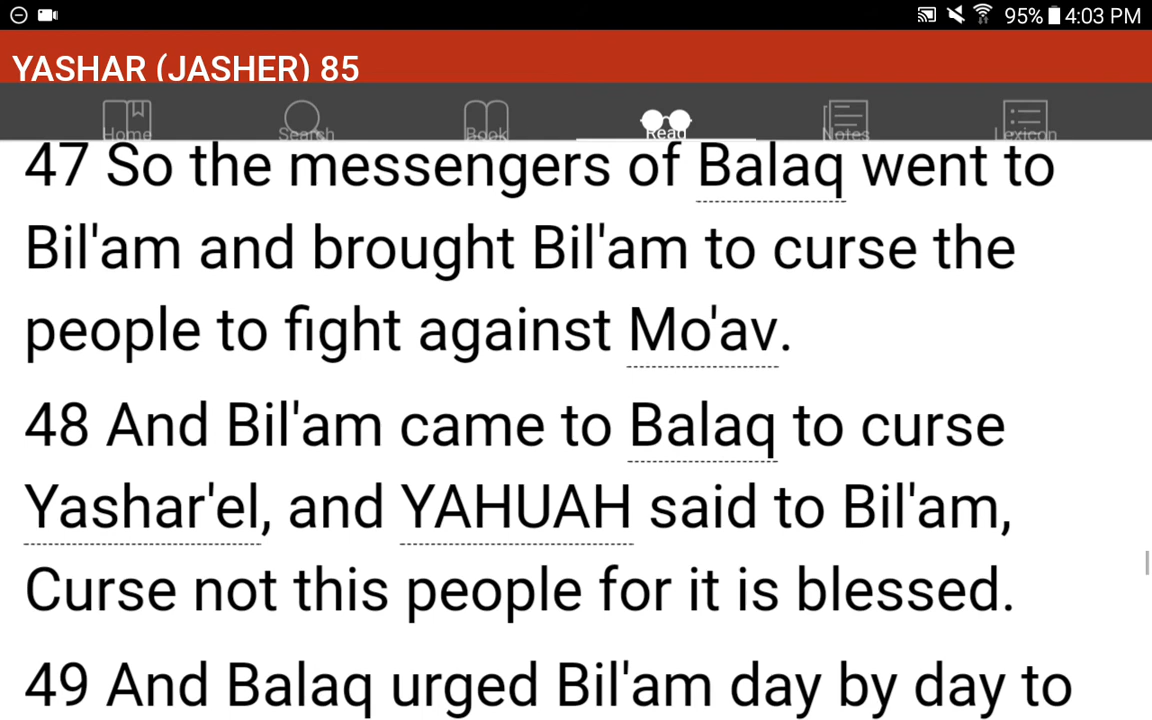 95% 4:03 PM
YASHAR (JASHER) 85
Home Search Book Read Notes Lexicon
47 So the messengers of Balaq went to
Bil'am and brought Bil'am to curse the
people to fight against Mo'av.
48 And Bil'am came to Balaq to curse
Yashar'el, and YAHUAH said to Bil'am,
Curse not this people for it is blessed.
49 And Balaq urged Bil'am day by day to